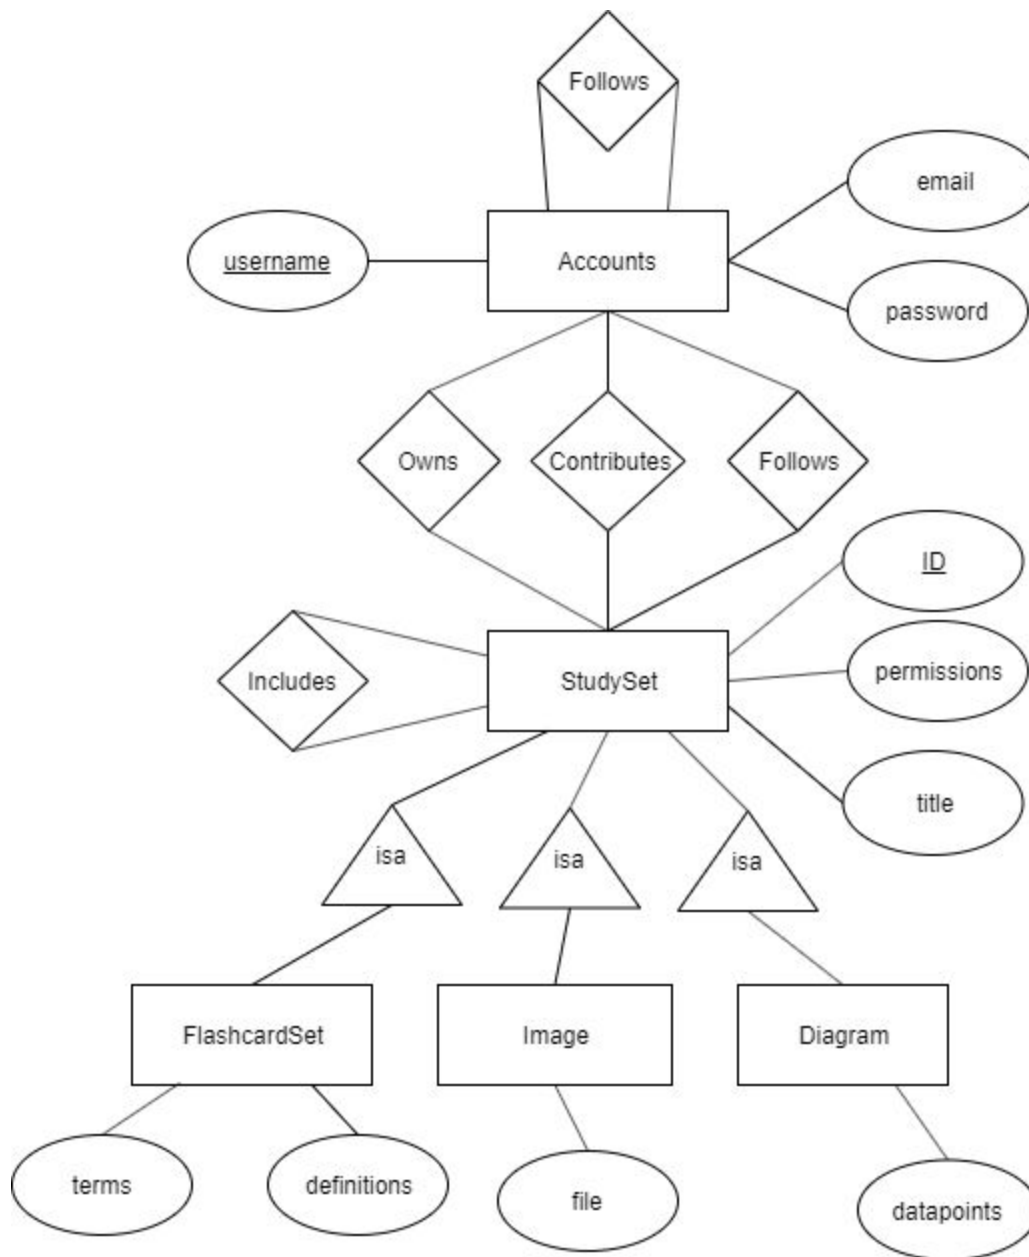 Follows
email
username
Accounts
password
Owns
Contributes
Follows
ID
Includes
StudySet
permissions
title
isa
isa
isa
FlashcardSet
Image
Diagram
terms
definitions
file
datapoints